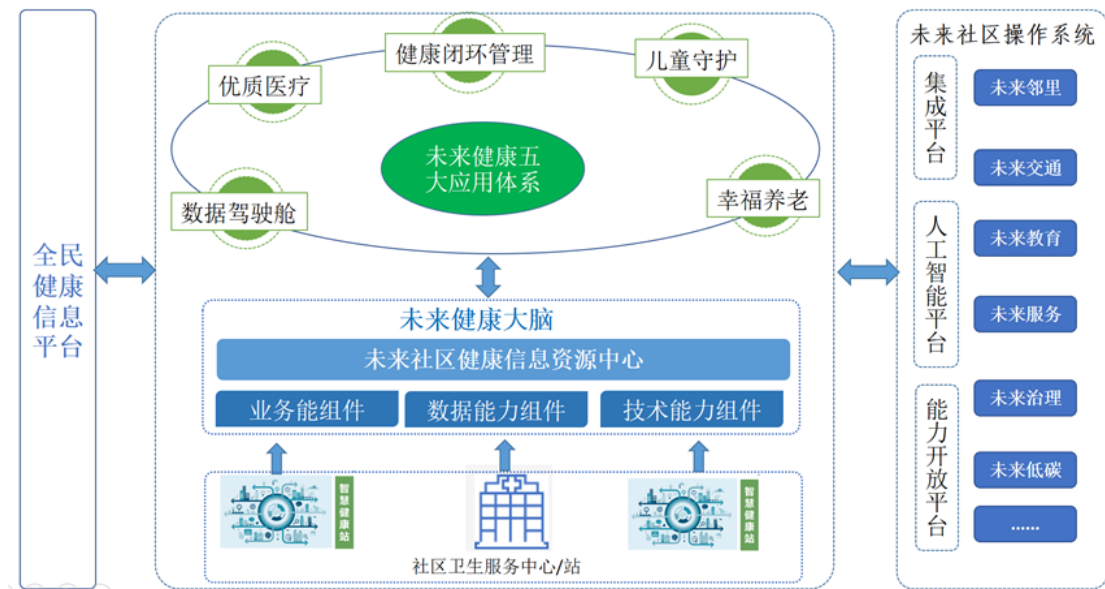 全民
健康
信息
平台
健康闭环管理
优质医疗
儿童守护
数据驾驶舱
幸福养老
未来健康五
大应用体系
未来健康大脑
未来社区健康信息资源中心
业务能组件
数据能力组件
技术能力组件
智慧健康站
智慧健康站
社区卫生服务中心/站
未来社区操作系统
集成平台
人工智能平台
能力开放平台
未来邻里
未来交通
未来教育
未来服务
未来治理
未来低碳
......